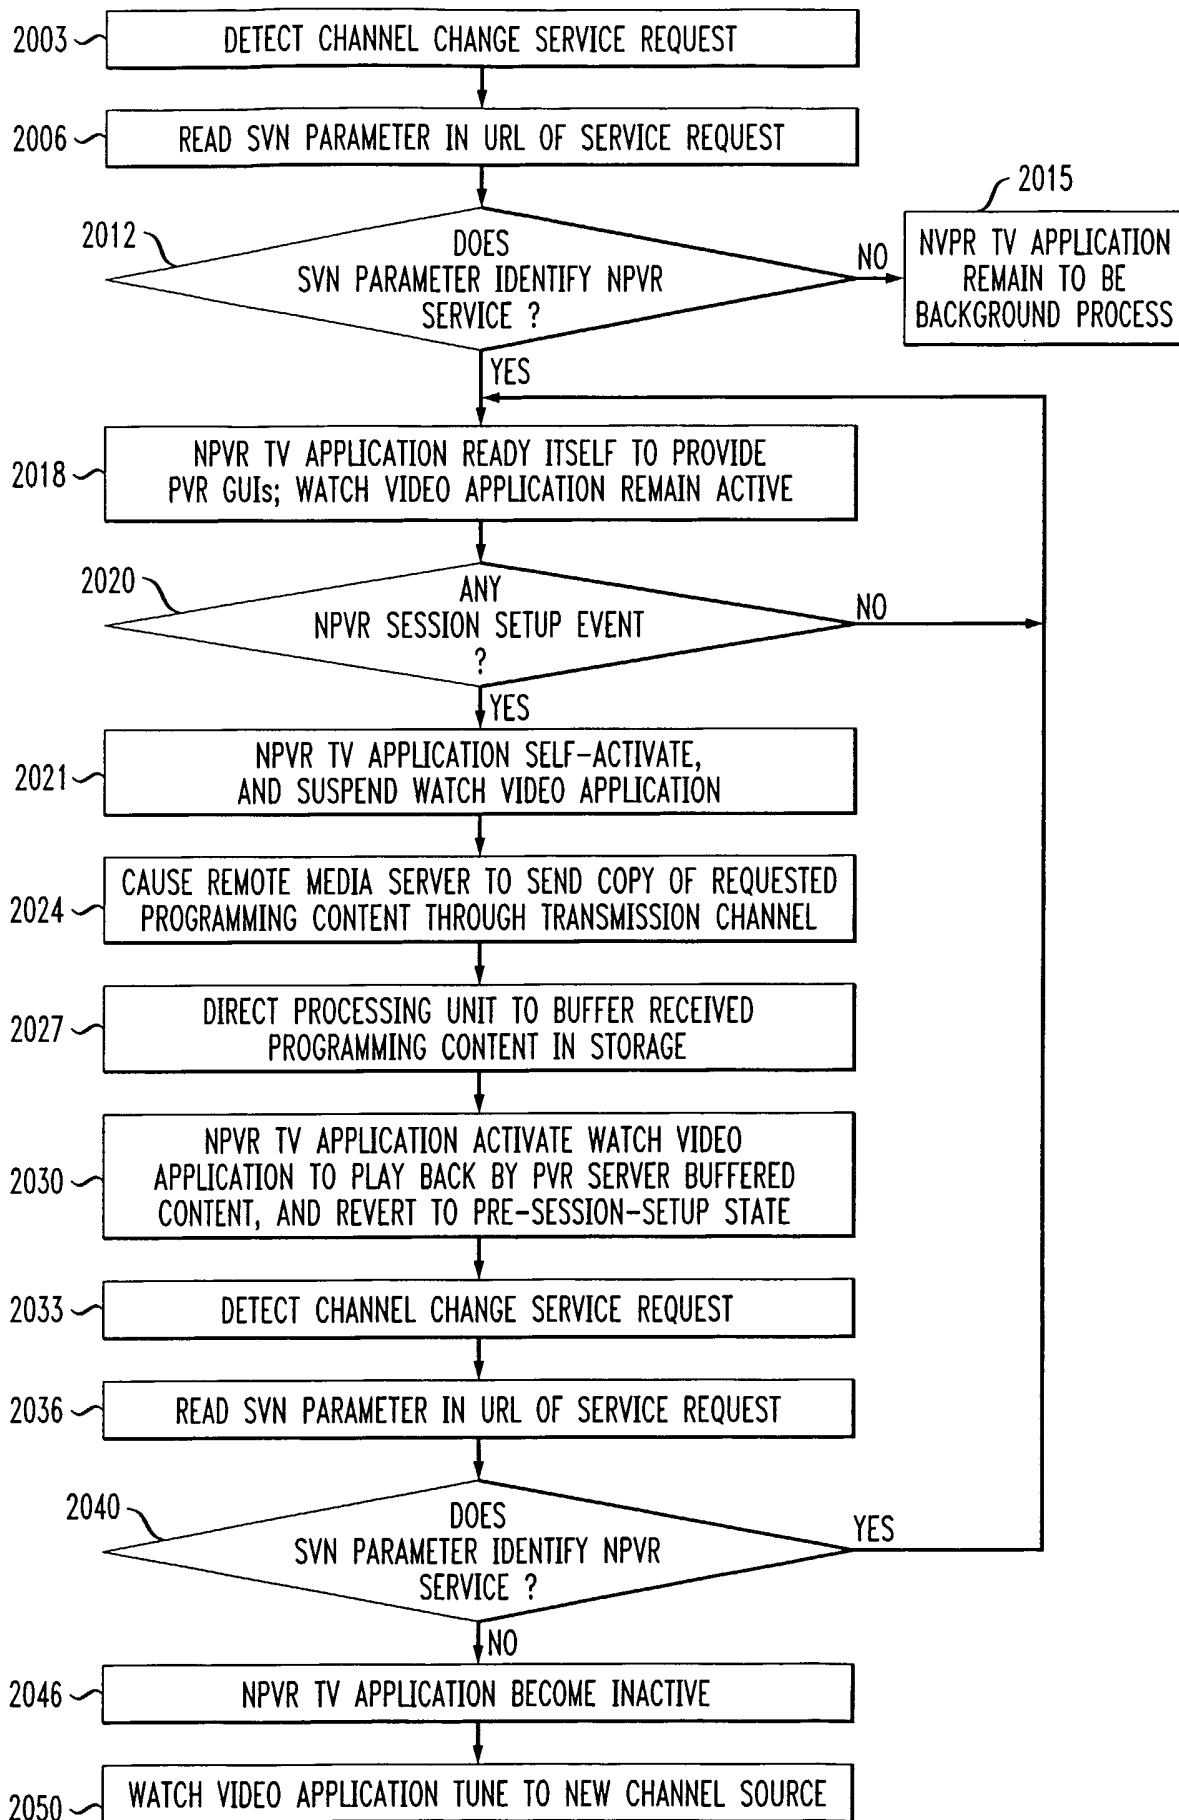 2003
DETECT CHANNEL CHANGE SERVICE REQUEST
2006
READ SVN PARAMETER IN URL OF SERVICE REQUEST
2012
DOES
SVN PARAMETER IDENTIFY NPVR
SERVICE ?
NO
2015
NVPR TV APPLICATION
REMAIN TO BE
BACKGROUND PROCESS
YES
2018
NPVR TV APPLICATION READY ITSELF TO PROVIDE
PVR GUIs; WATCH VIDEO APPLICATION REMAIN ACTIVE
2020
ANY
NPVR SESSION SETUP EVENT
?
NO
YES
2021
NPVR TV APPLICATION SELF-ACTIVATE,
AND SUSPEND WATCH VIDEO APPLICATION
2024
CAUSE REMOTE MEDIA SERVER TO SEND COPY OF REQUESTED
PROGRAMMING CONTENT THROUGH TRANSMISSION CHANNEL
2027
DIRECT PROCESSING UNIT TO BUFFER RECEIVED
PROGRAMMING CONTENT IN STORAGE
2030
NPVR TV APPLICATION ACTIVATE WATCH VIDEO
APPLICATION TO PLAY BACK BY PVR SERVER BUFFERED
CONTENT, AND REVERT TO PRE-SESSION-SETUP STATE
2033
DETECT CHANNEL CHANGE SERVICE REQUEST
2036
READ SVN PARAMETER IN URL OF SERVICE REQUEST
2040
DOES
SVN PARAMETER IDENTIFY NPVR
SERVICE ?
YES
NO
2046
NPVR TV APPLICATION BECOME INACTIVE
2050
WATCH VIDEO APPLICATION TUNE TO NEW CHANNEL SOURCE